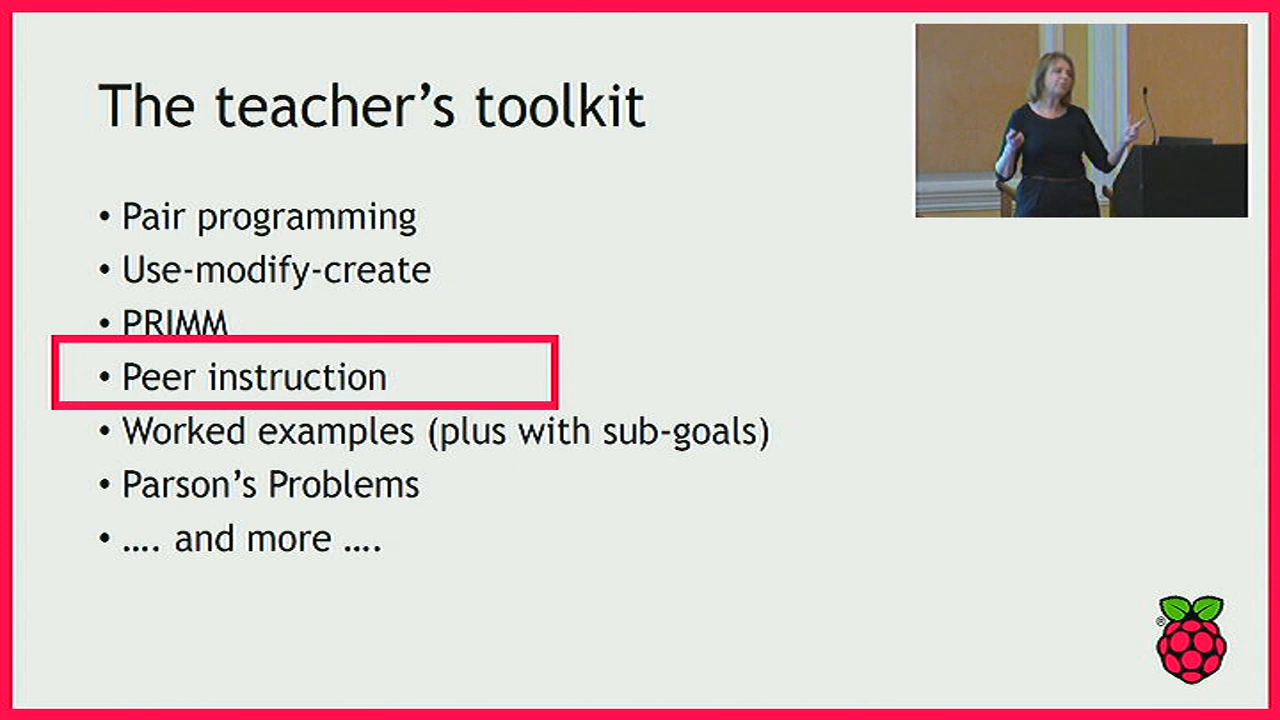 The teacher’s toolkit
• Pair programming
• Use-modify-create
• PRIMM
• Peer instruction
• Worked examples (plus with sub-goals)
• Parson’s Problems
• …. and more ….
®